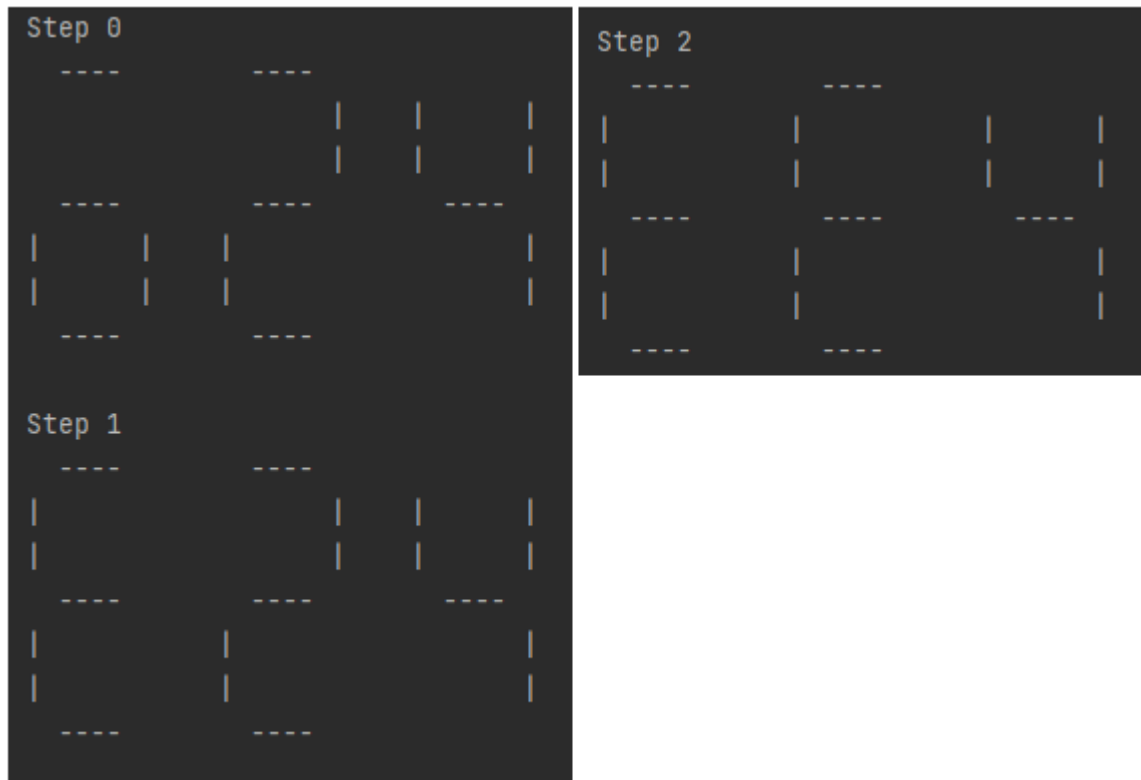 Step 0
  ----        ----
                   |    |      |
                   |    |      |
  ----        ----        ----
|      |    |                  |
|      |    |                  |
  ----        ----
Step 1
  ----        ----
|                  |    |      |
|                  |    |      |
  ----        ----        ----
|           |                  |
|           |                  |
  ----        ----
Step 2
  ----        ----
|           |           |      |
|           |           |      |
  ----        ----        ----
|           |                  |
|           |                  |
  ----        ----